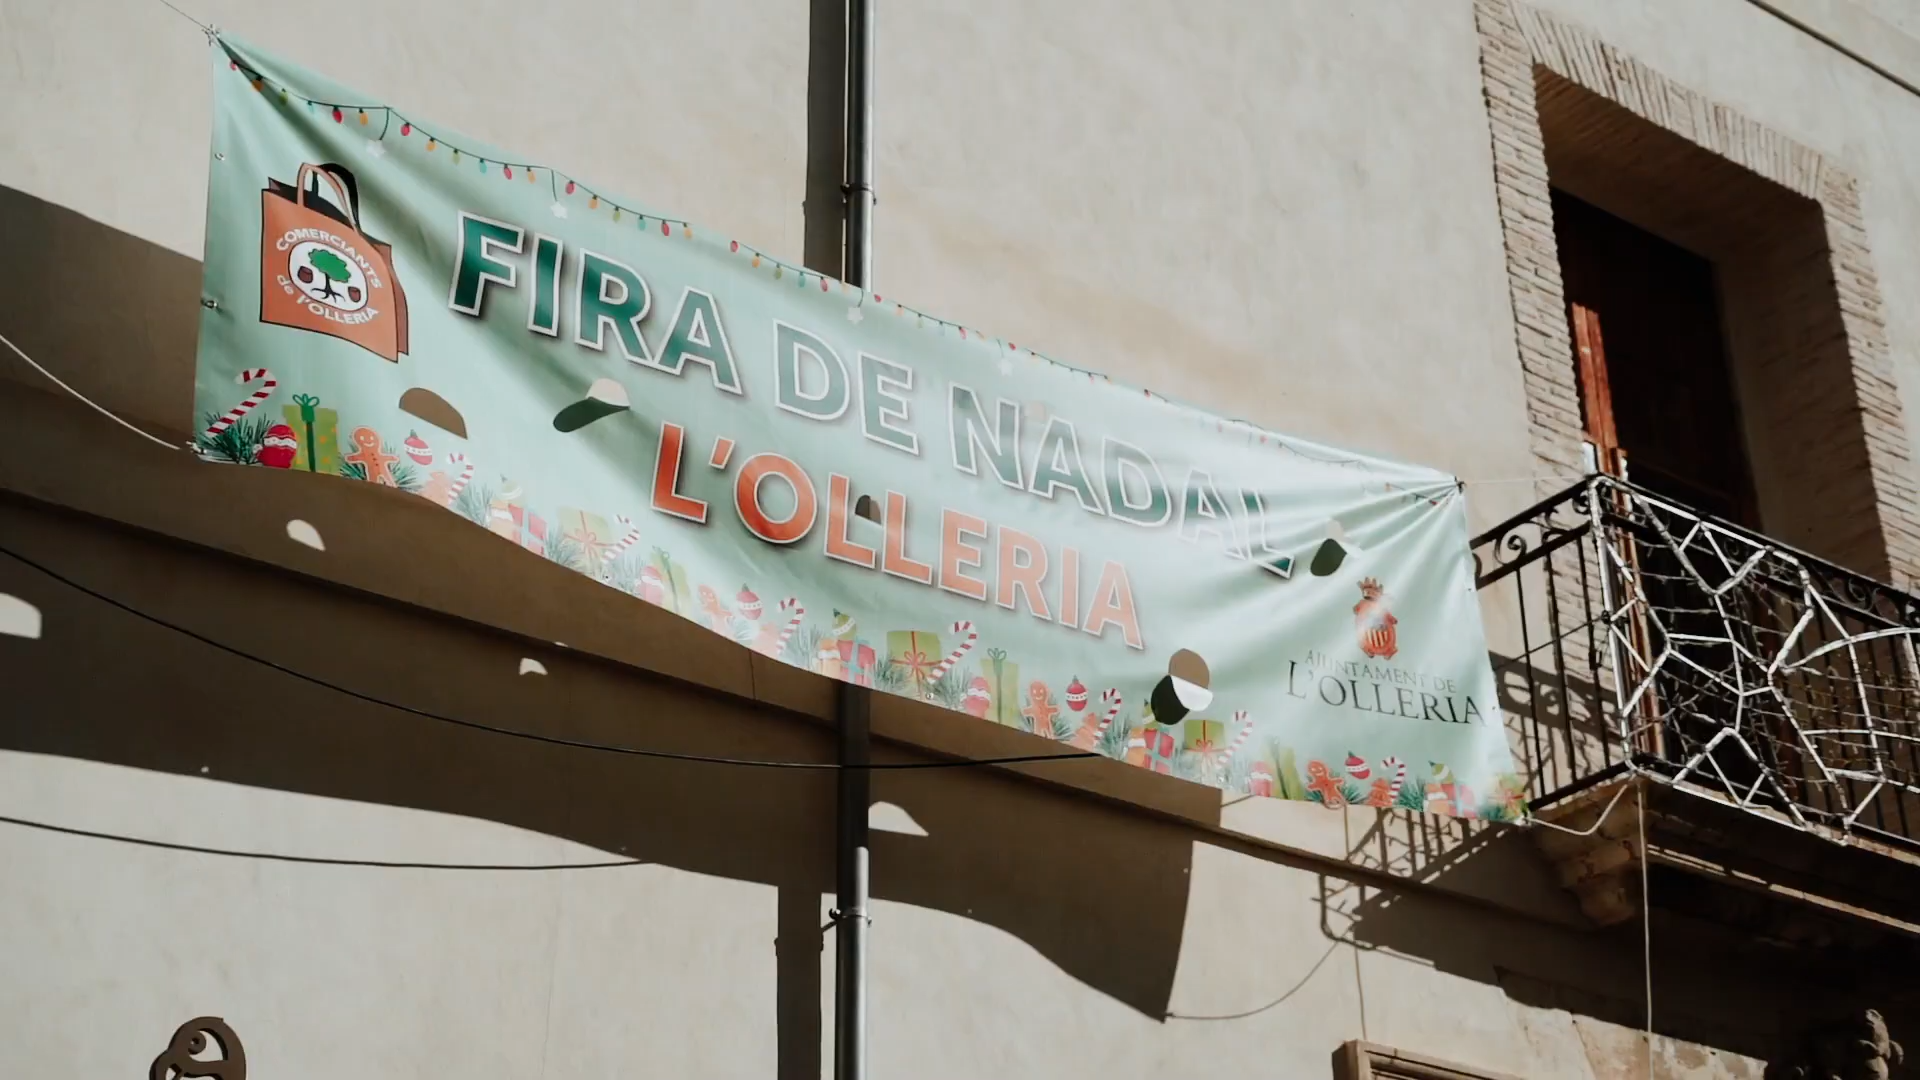 COMERCIANTS
de l'OLLERIA
FIRA DE NADAL
L'OLLERIA
AJUNTAMENT DE
L'OLLERIA